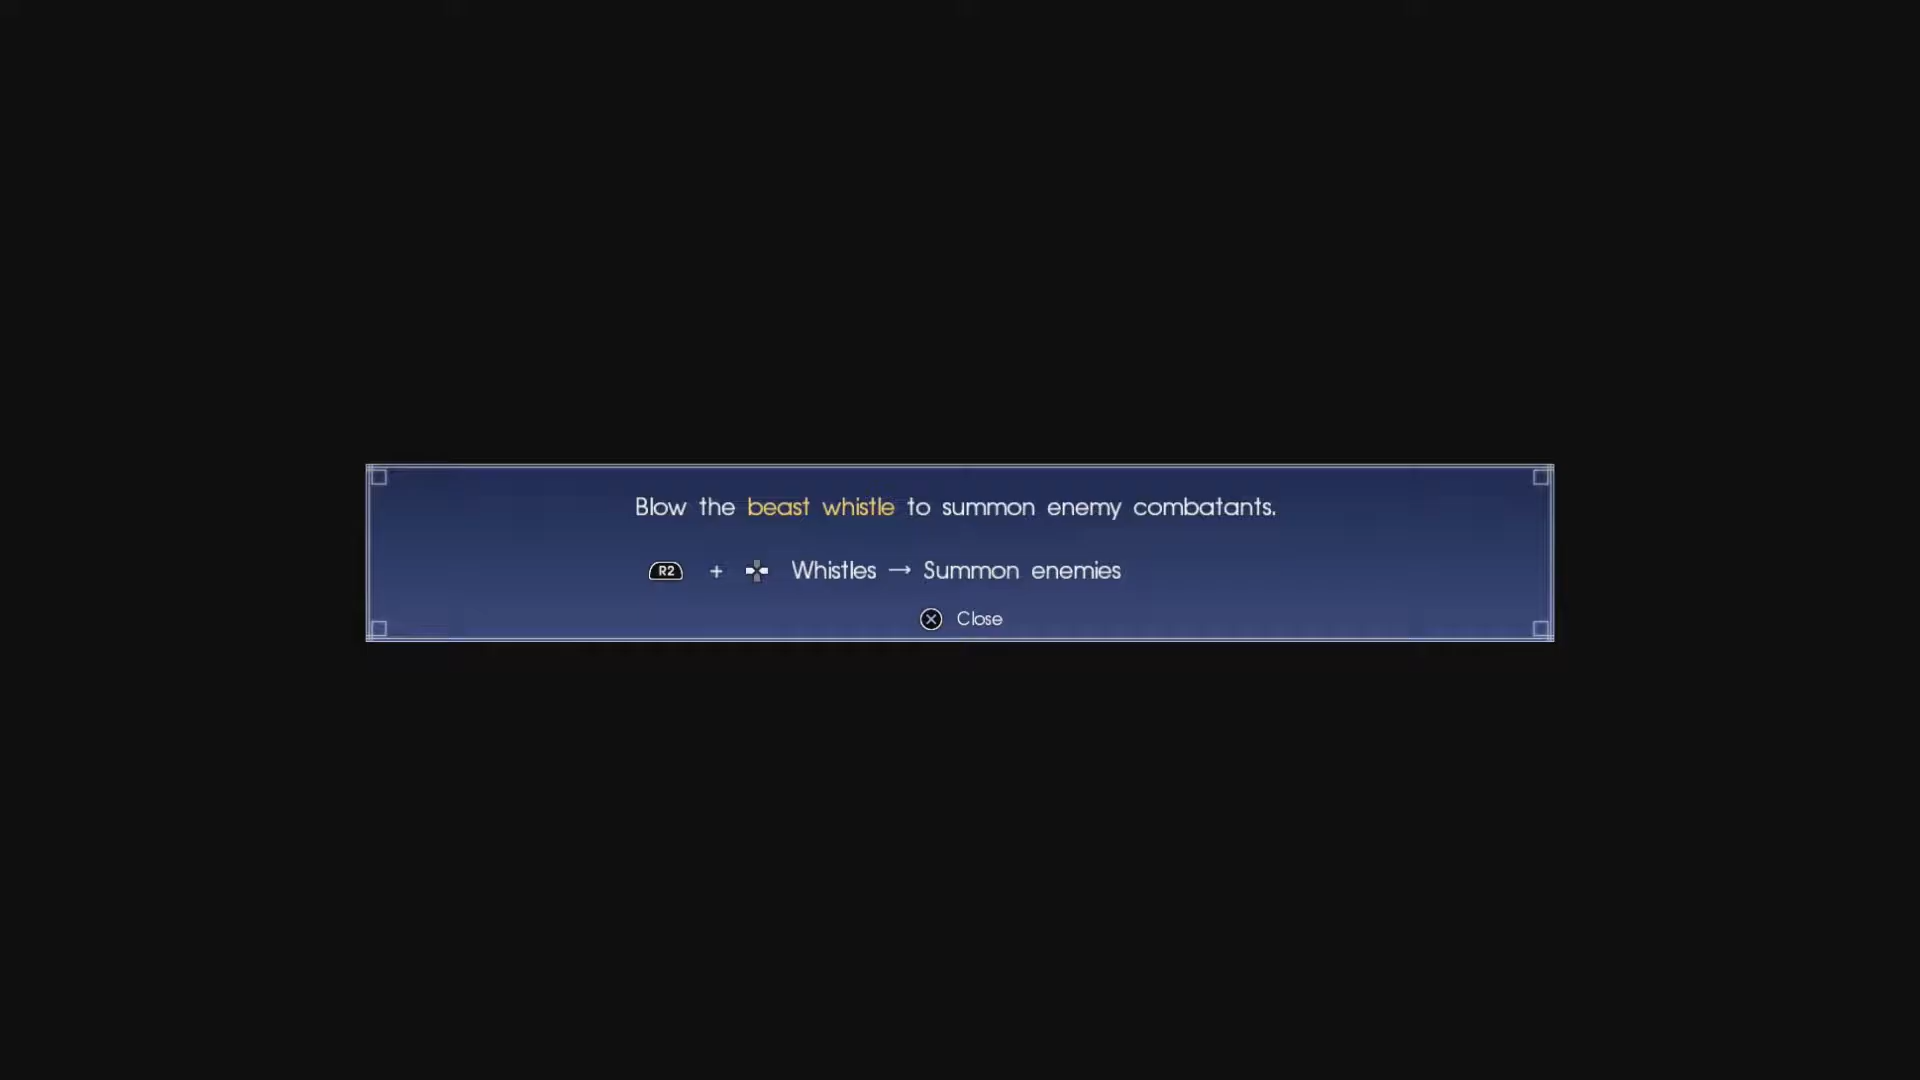 Blow the beast whistle to summon enemy combatants.
R2 + Whistles → Summon enemies
Close